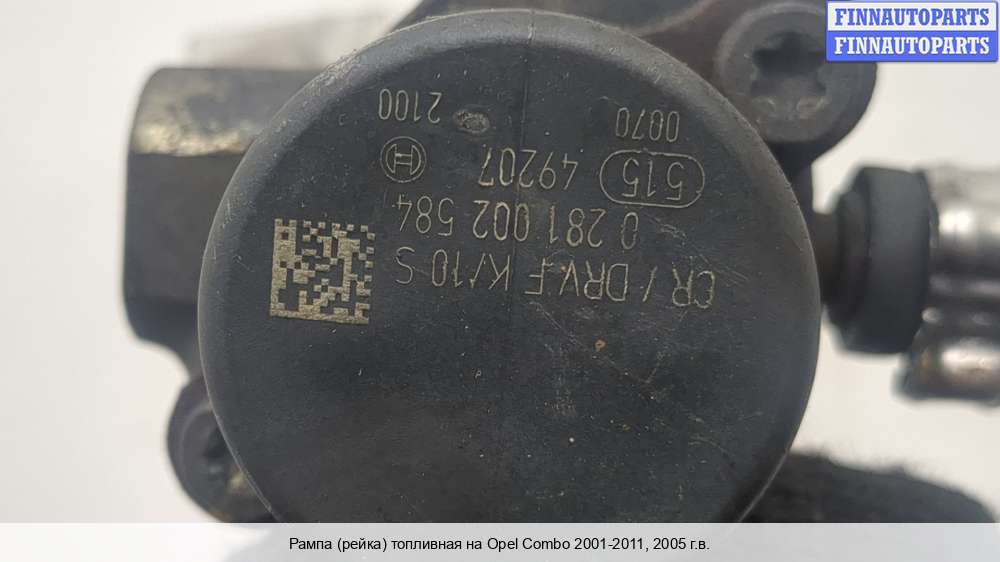 FINNAUTOPARTS
FINNAUTOPARTS
CR / DRV.F K/10 S
0 281 002 584
515 49207
0070 2100
Рампа (рейка) топливная на Opel Combo 2001-2011, 2005 г.в.